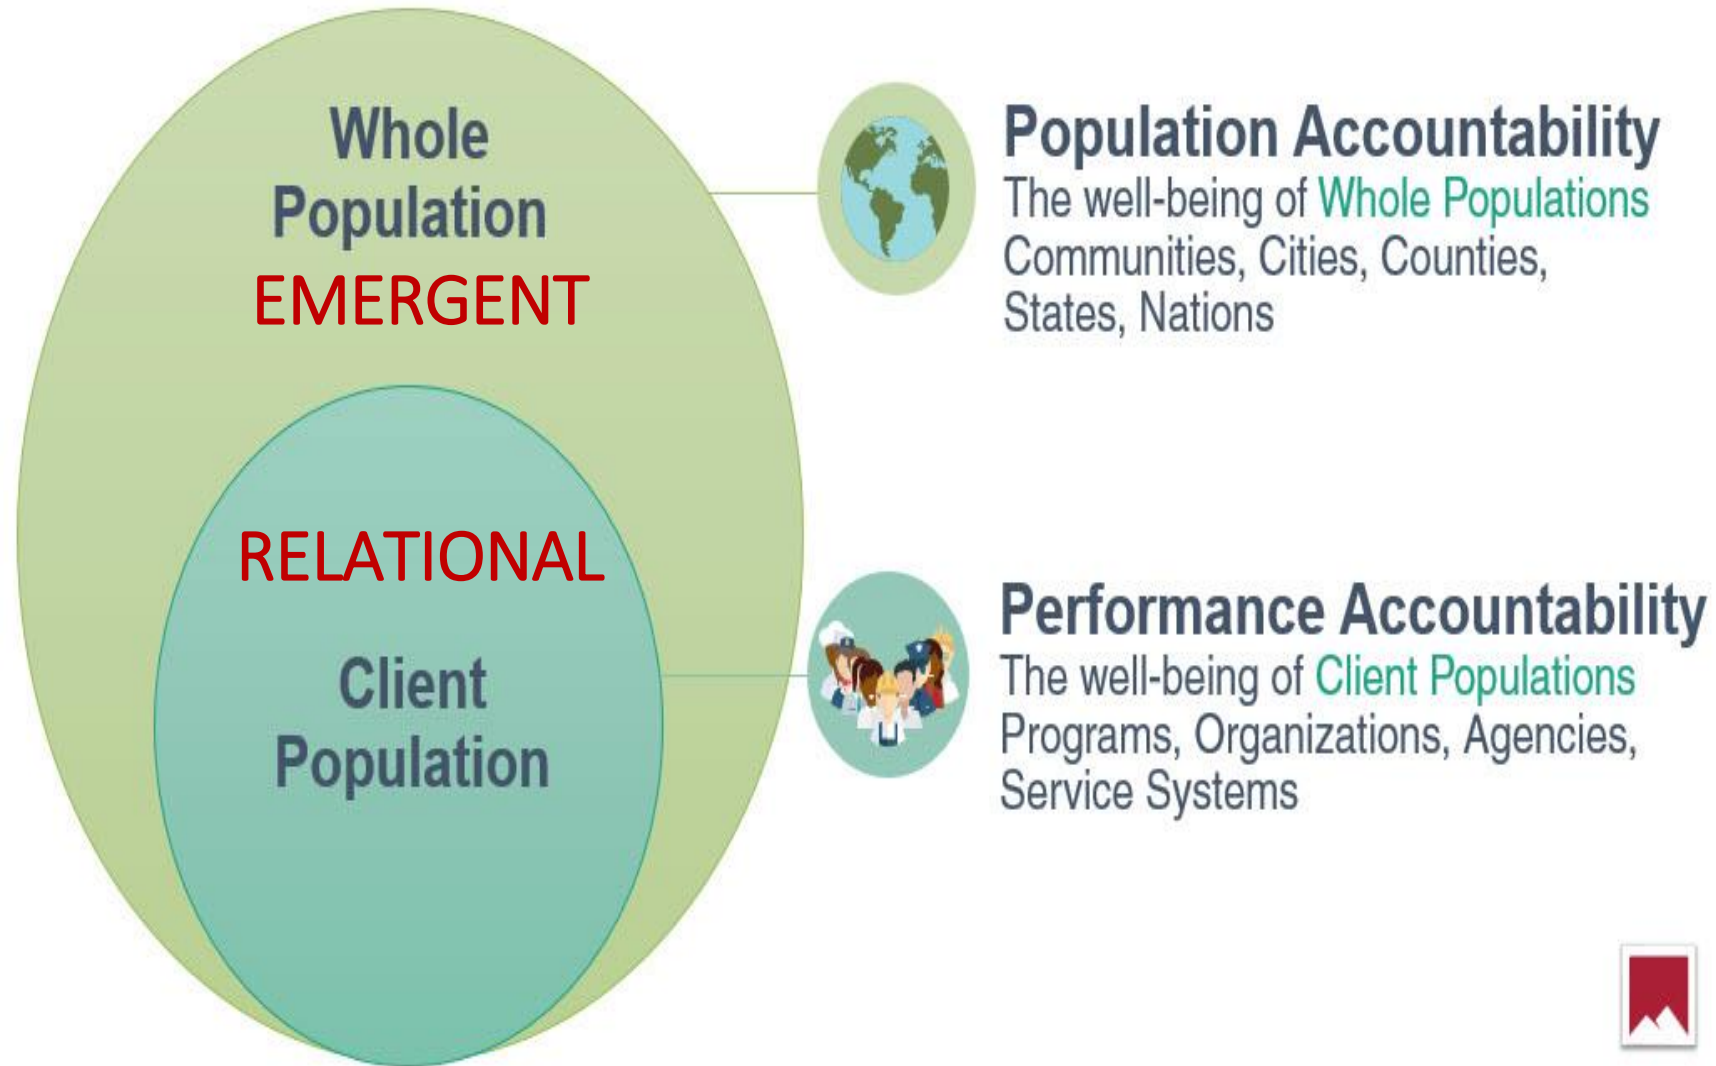 Whole
Population
EMERGENT
RELATIONAL
Client
Population
Population Accountability
The well-being of Whole Populations
Communities, Cities, Counties,
States, Nations
Performance Accountability
The well-being of Client Populations
Programs, Organizations, Agencies,
Service Systems